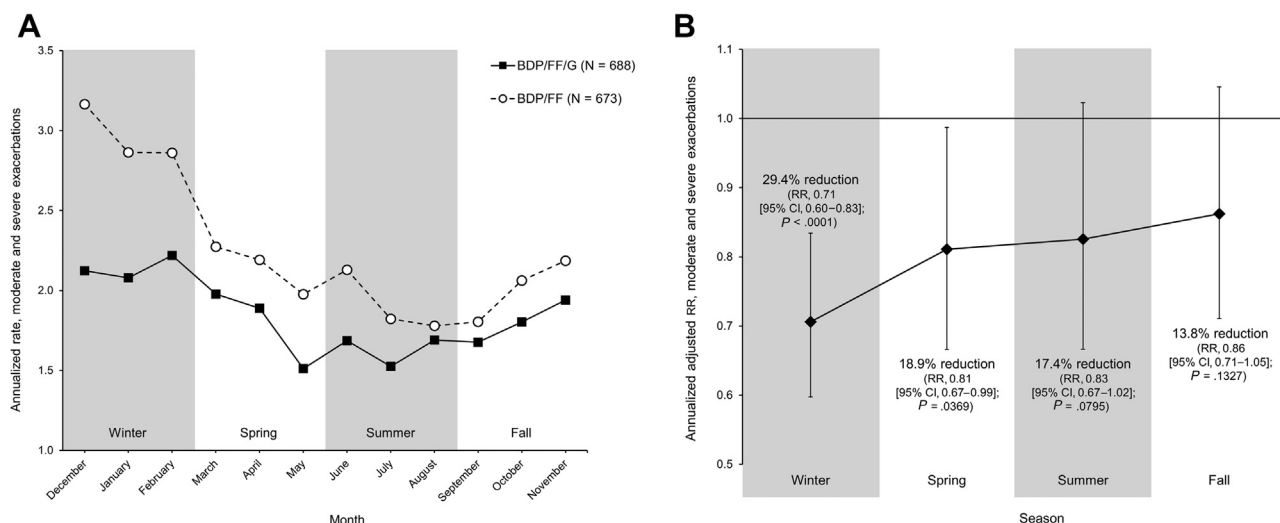 A
Annualized rate, moderate and severe exacerbations
3.5
3.0
2.5
2.0
1.5
1.0
BDP/FF/G (N = 688)
BDP/FF (N = 673)
Winter
Spring
Summer
Fall
December
January
February
March
April
May
June
July
August
September
October
November
Month
B
Annualized adjusted RR, moderate and severe exacerbations
1.1
1.0
0.9
0.8
0.7
0.6
0.5
29.4% reduction
(RR, 0.71
[95% CI, 0.60–0.83];
P < .0001)
18.9% reduction
(RR, 0.81
[95% CI, 0.67–0.99];
P = .0369)
17.4% reduction
(RR, 0.83
[95% CI, 0.67–1.02];
P = .0795)
13.8% reduction
(RR, 0.86
[95% CI, 0.71–1.05];
P = .1327)
Winter
Spring
Summer
Fall
Season